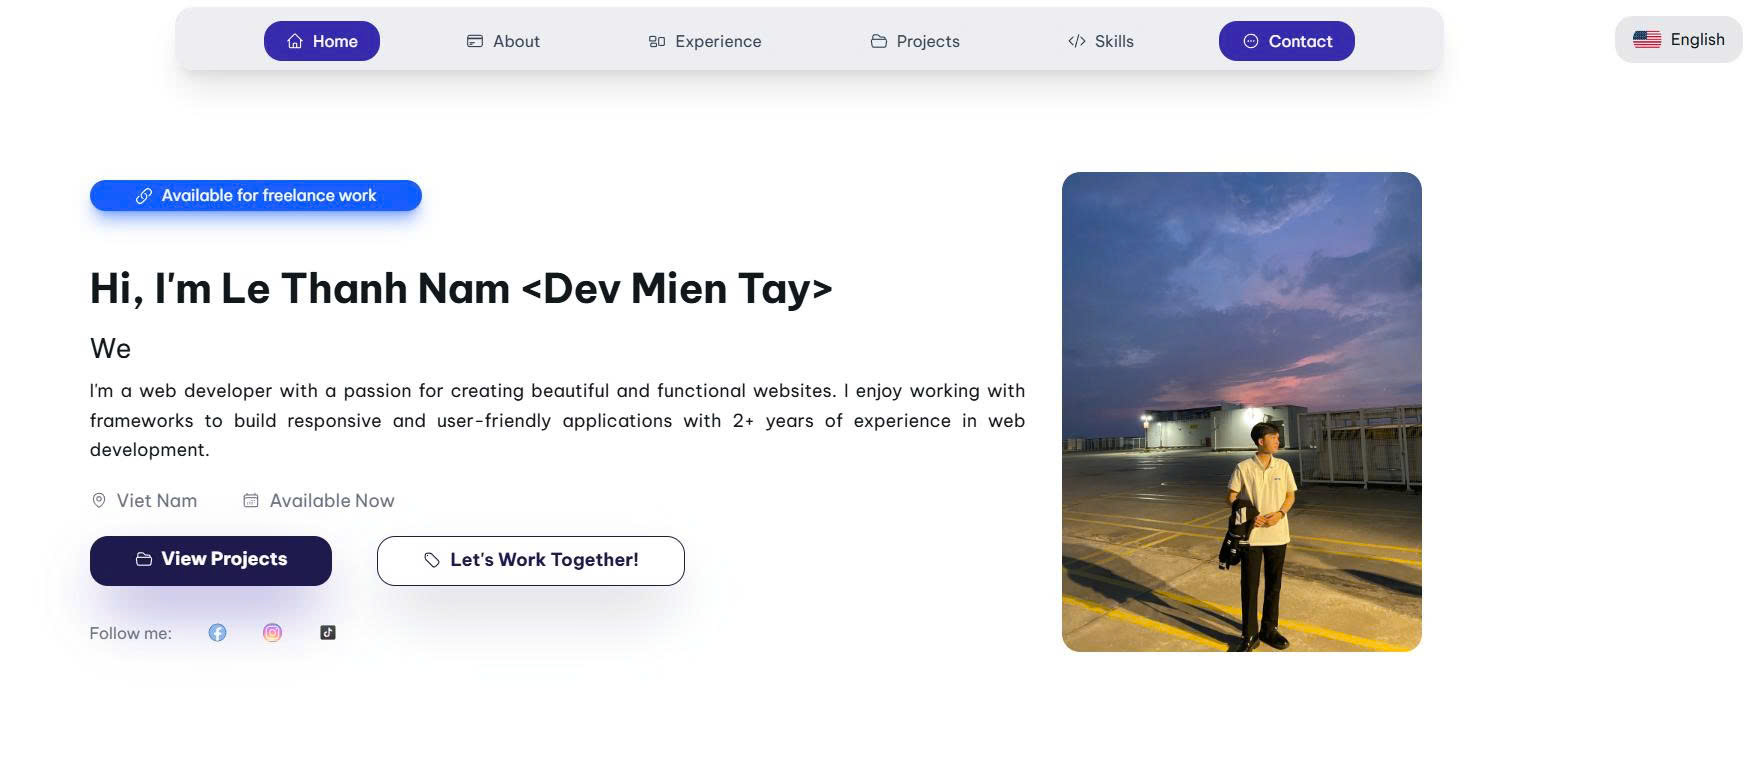 Home
About
Experience
Projects
Skills
Contact
English
Available for freelance work
Hi, I'm Le Thanh Nam <Dev Mien Tay>
We
I'm a web developer with a passion for creating beautiful and functional websites. I enjoy working with
frameworks to build responsive and user-friendly applications with 2+ years of experience in web
development.
Viet Nam
Available Now
View Projects
Let's Work Together!
Follow me: